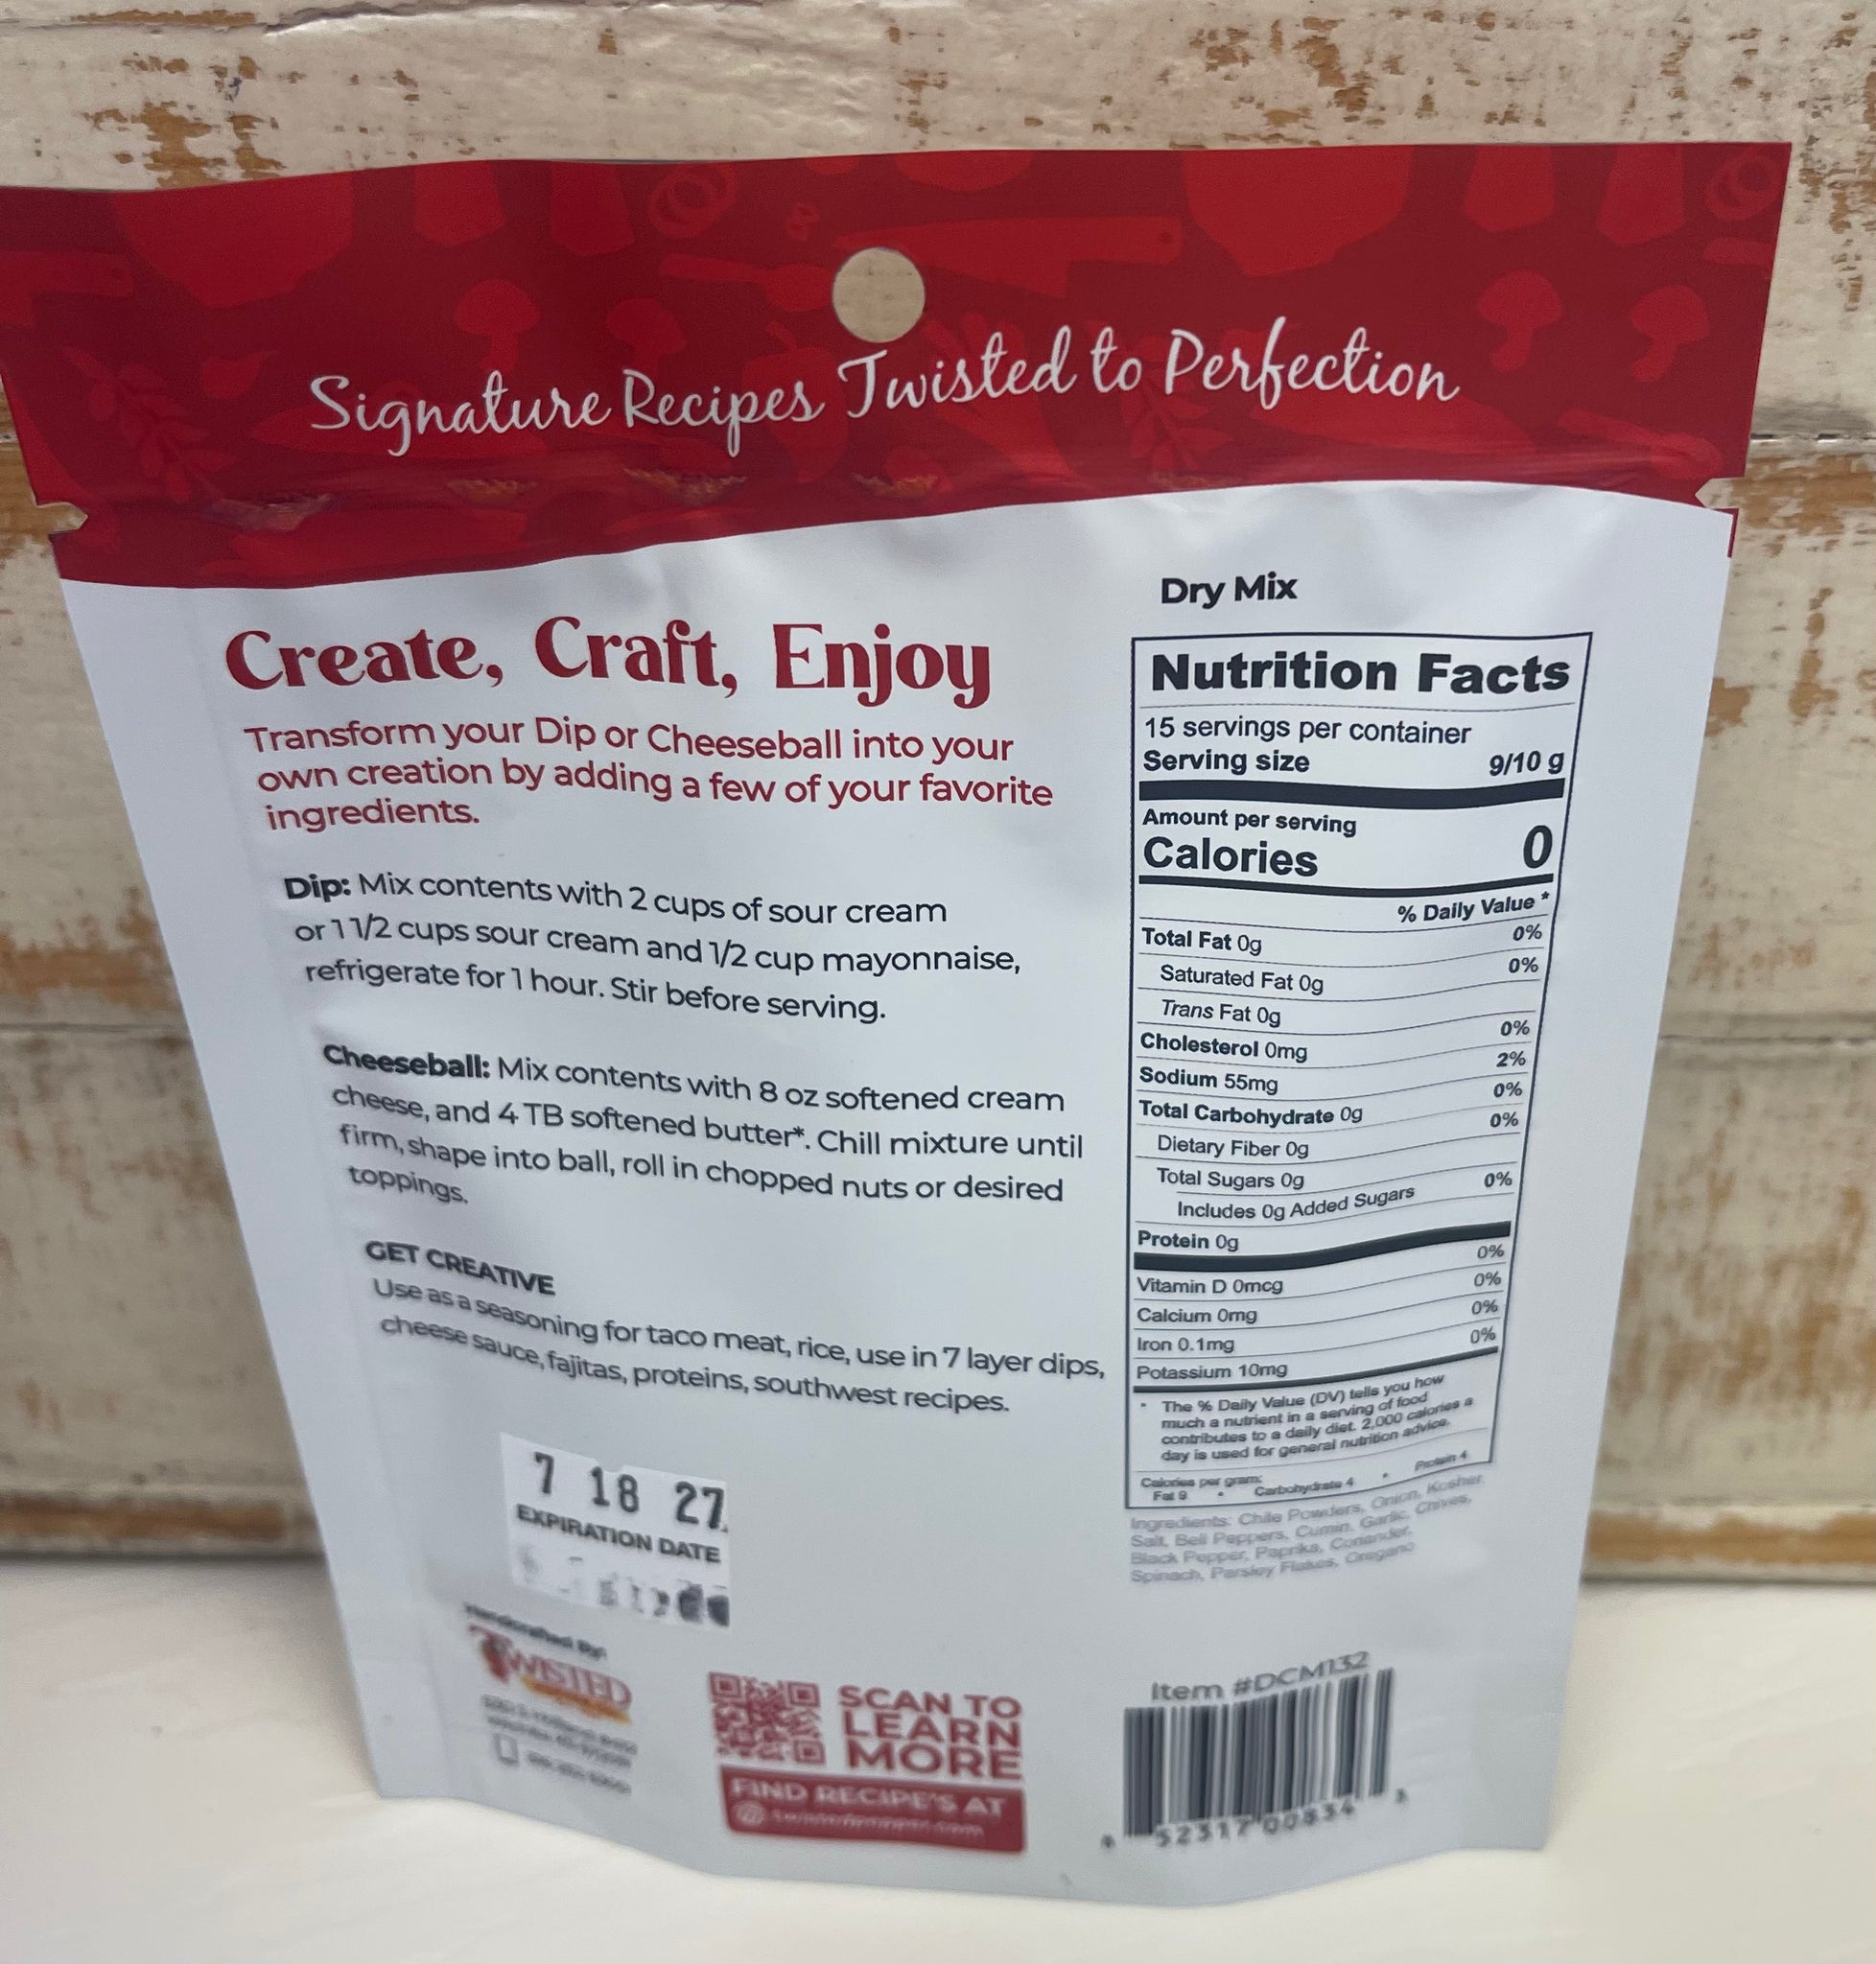 Signature Recipes Twisted to Perfection
Create, Craft, Enjoy
Transform your Dip or Cheeseball into your
own creation by adding a few of your favorite
ingredients.
Dip: Mix contents with 2 cups of sour cream
or 1 1/2 cups sour cream and 1/2 cup mayonnaise,
refrigerate for 1 hour. Stir before serving.
Cheeseball: Mix contents with 8 oz softened cream
cheese, and 4 TB softened butter*. Chill mixture until
firm, shape into ball, roll in chopped nuts or desired
toppings.
GET CREATIVE
Use as a seasoning for taco meat, rice, use in 7 layer dips,
cheese sauce, fajitas, proteins, southwest recipes.
7 18 27
EXPIRATION DATE
Handcrafted By:
TWISTED
SCAN TO
LEARN
MORE
FIND RECIPE'S AT
Dry Mix
Nutrition Facts
15 servings per container
Serving size 9/10 g
Amount per serving
Calories 0
% Daily Value *
Total Fat 0g 0%
Saturated Fat 0g 0%
Trans Fat 0g
Cholesterol 0mg 0%
Sodium 55mg 2%
Total Carbohydrate 0g 0%
Dietary Fiber 0g 0%
Total Sugars 0g
Includes 0g Added Sugars 0%
Protein 0g
Vitamin D 0mcg 0%
Calcium 0mg 0%
Iron 0.1mg 0%
Potassium 10mg 0%
* The % Daily Value (DV) tells you how
much a nutrient in a serving of food
contributes to a daily diet. 2,000 calories a
day is used for general nutrition advice.
Calories per gram:
Fat 9 • Carbohydrate 4 • Protein 4
Ingredients: Chile Powders, Onion, Kosher
Salt, Bell Peppers, Cumin, Garlic, Chives,
Black Pepper, Paprika, Coriander,
Spinach, Parsley Flakes, Oregano
Item #DCM132
52317 00834